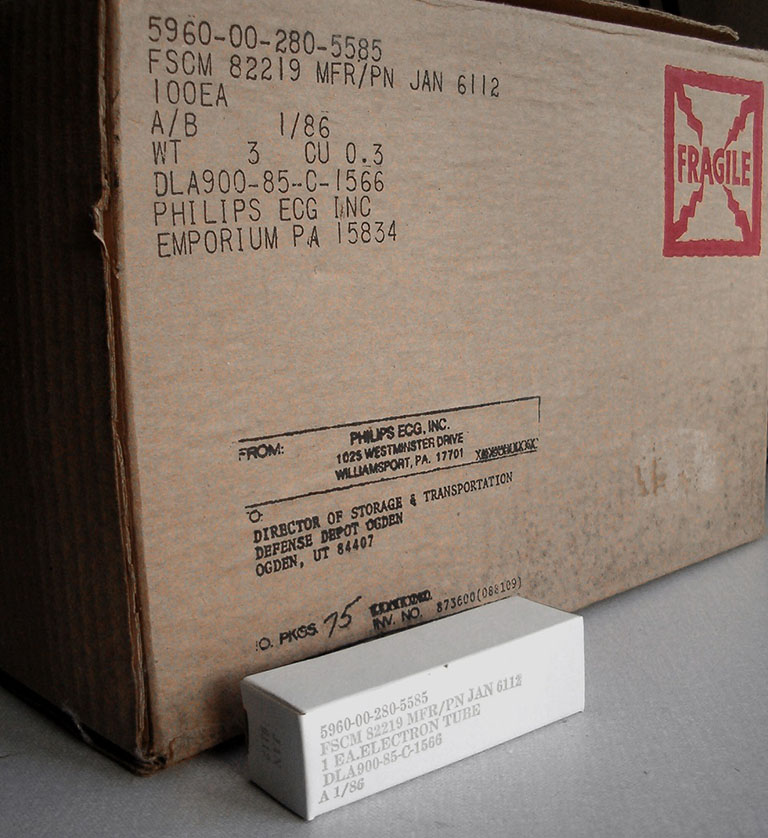 5960-00-280-5585
FSCM 82219 MFR/PN JAN 6112
100EA
A/B 1/86
WT 3 CU 0.3
DLA900-85-C-1566
PHILIPS ECG INC
EMPORIUM PA 15834
FRAGILE
FROM: PHILIPS ECG, INC.
1025 WESTMINSTER DRIVE
WILLIAMSPORT, PA. 17701
O:
DIRECTOR OF STORAGE & TRANSPORTATION
DEFENSE DEPOT OGDEN
OGDEN, UT 84407
O. PKGS. 75 INV. NO. 873600(088109)
5960-00-280-5585
FSCM 82219 MFR/PN JAN 6112
1 EA.ELECTRON TUBE
DLA900-85-C-1566
A 1/86